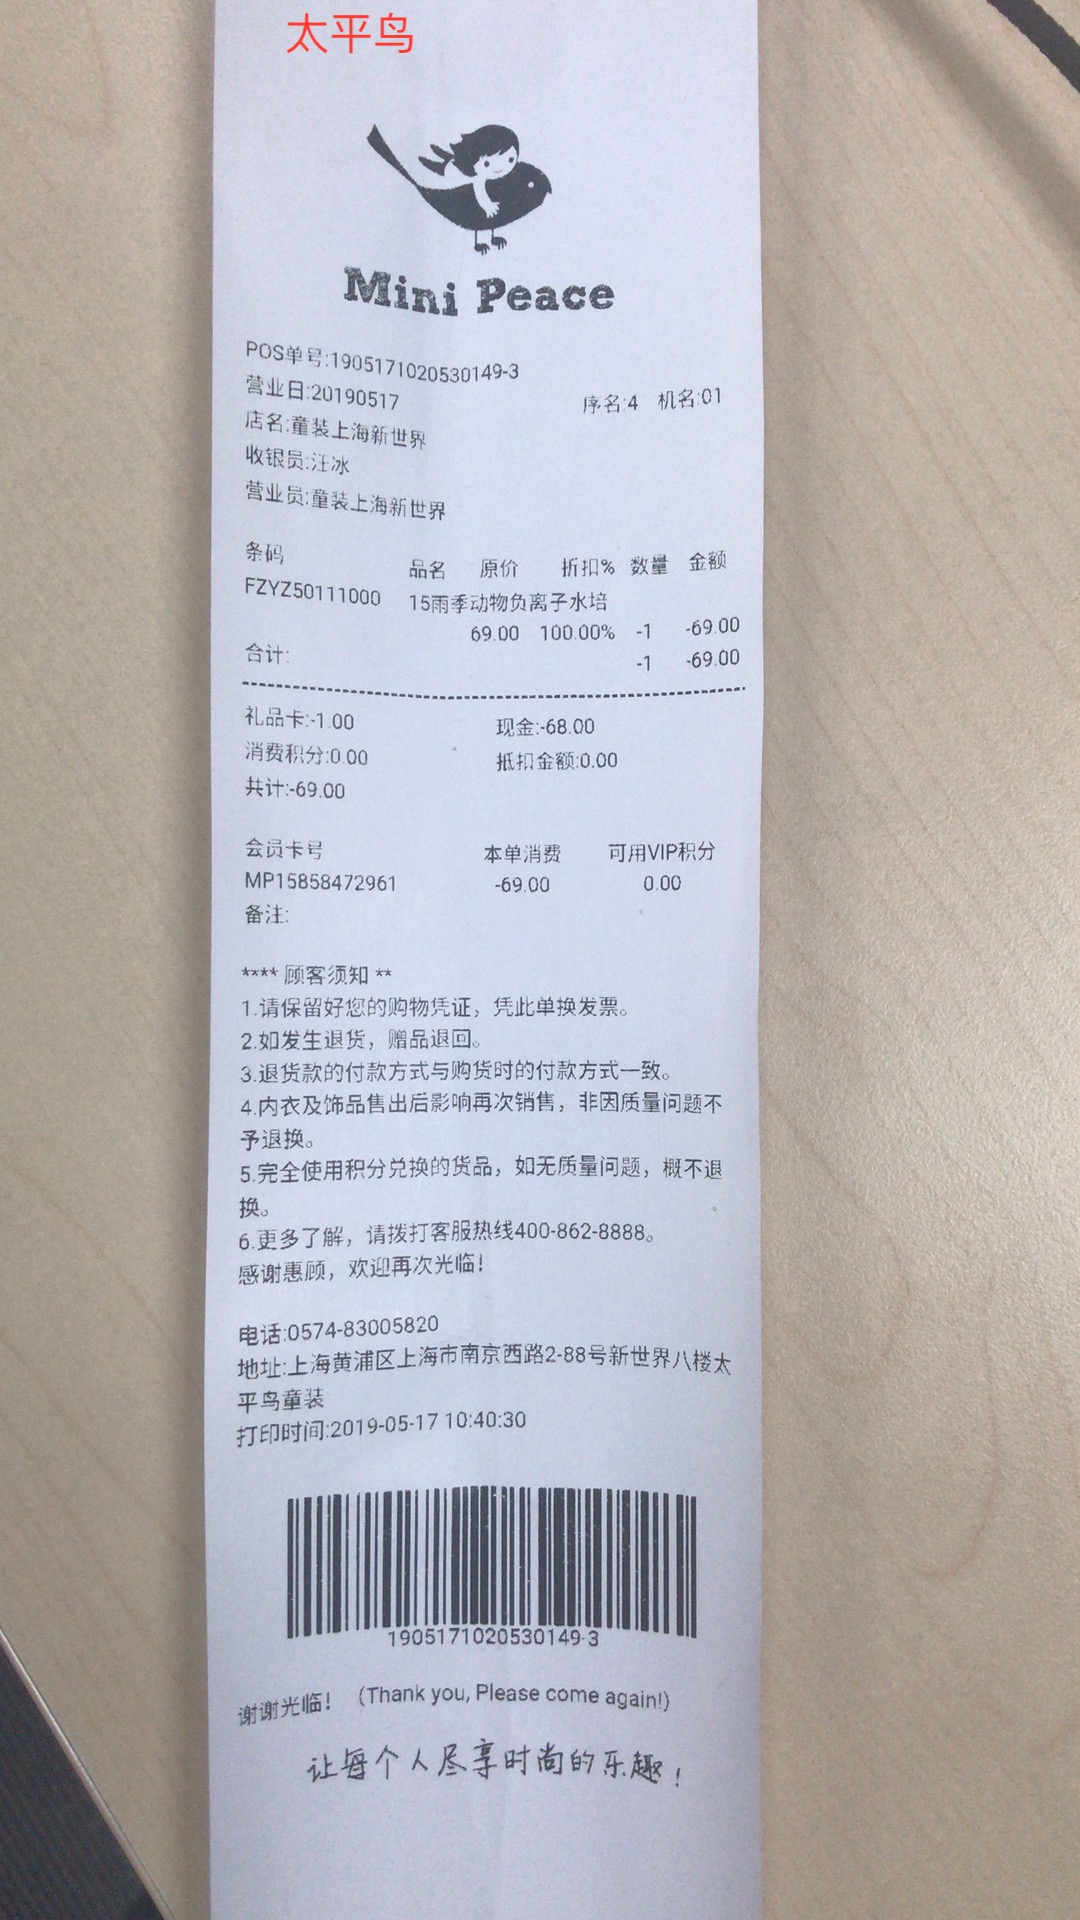 太平鸟
Mini Peace
POS单号:1905171020530149-3
营业日:20190517 序名:4 机名:01
店名:童装上海新世界
收银员:汪冰
营业员:童装上海新世界
条码 品名 原价 折扣% 数量 金额
FZYZ50111000 15雨季动物负离子水培
69.00 100.00% -1 -69.00
合计: -1 -69.00
礼品卡:-1.00 现金:-68.00
消费积分:0.00 抵扣金额:0.00
共计:-69.00
会员卡号 本单消费 可用VIP积分
MP15858472961 -69.00 0.00
备注:
**** 顾客须知 **
1.请保留好您的购物凭证，凭此单换发票。
2.如发生退货，赠品退回。
3.退货款的付款方式与购货时的付款方式一致。
4.内衣及饰品售出后影响再次销售，非因质量问题不
予退换。
5.完全使用积分兑换的货品，如无质量问题，概不退
换。
6.更多了解，请拨打客服热线400-862-8888。
感谢惠顾，欢迎再次光临!
电话:0574-83005820
地址:上海黄浦区上海市南京西路2-88号新世界八楼太
平鸟童装
打印时间:2019-05-17 10:40:30
1905171020530149-3
谢谢光临! (Thank you, Please come again!)
让每个人尽享时尚的乐趣!